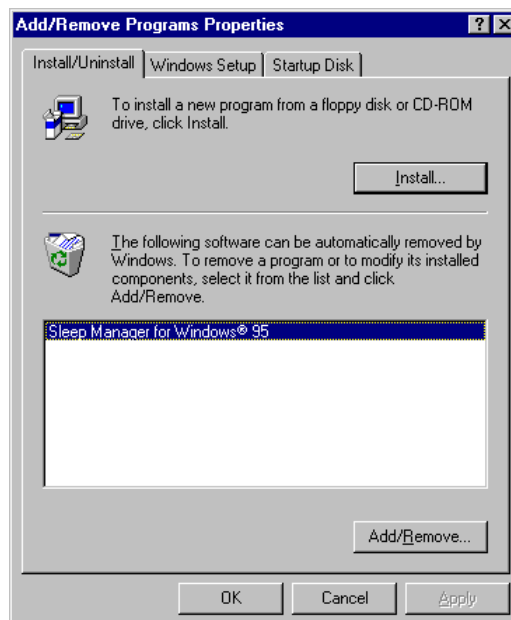 Add/Remove Programs Properties
Install/Uninstall Windows Setup Startup Disk
To install a new program from a floppy disk or CD-ROM
drive, click Install.
Install...
The following software can be automatically removed by
Windows. To remove a program or to modify its installed
components, select it from the list and click
Add/Remove.
Sleep Manager for Windows® 95
Add/Remove...
OK Cancel Apply